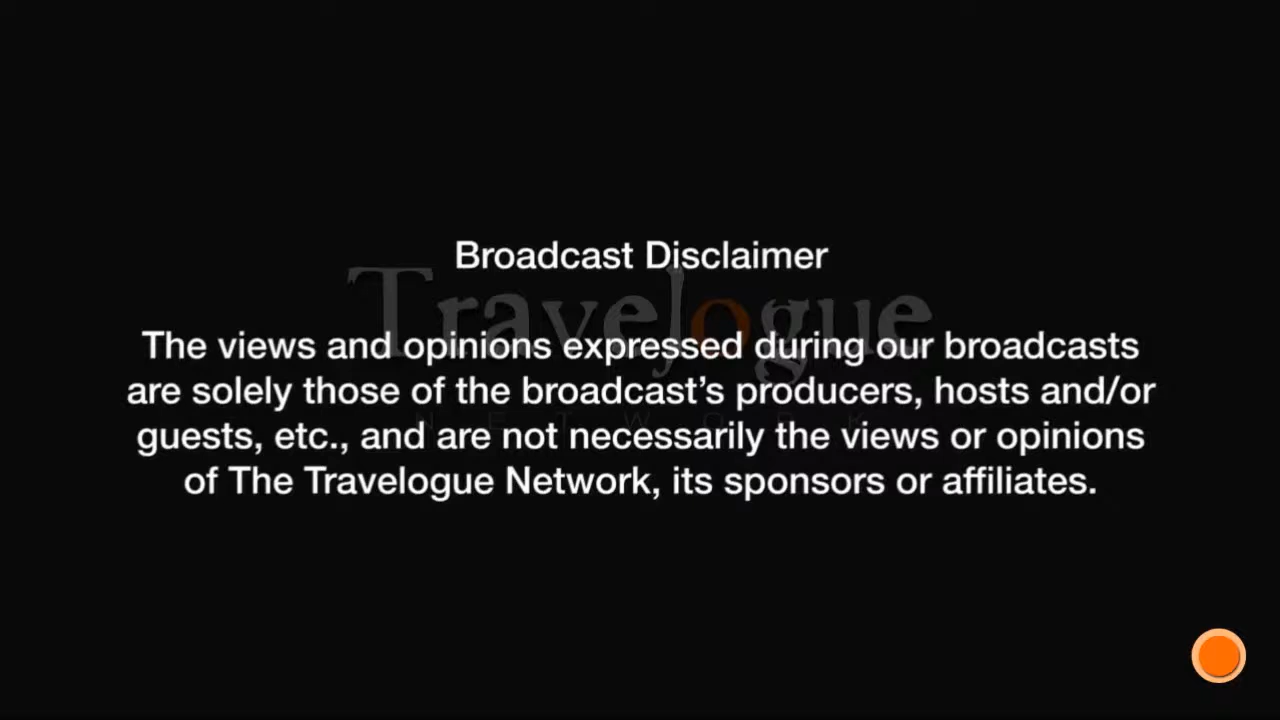 Broadcast Disclaimer
Travelogue
NETWORK
The views and opinions expressed during our broadcasts
are solely those of the broadcast’s producers, hosts and/or
guests, etc., and are not necessarily the views or opinions
of The Travelogue Network, its sponsors or affiliates.